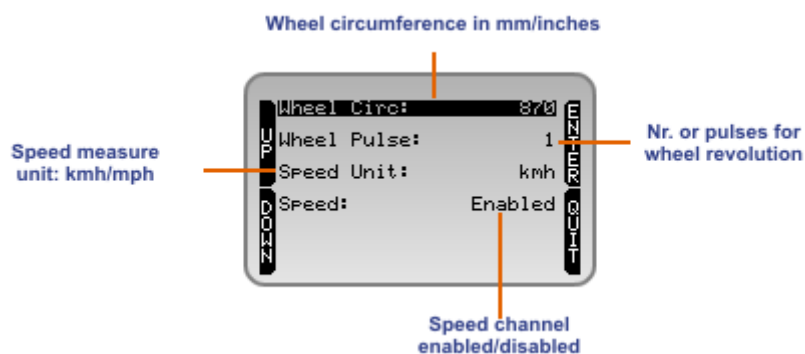 Wheel circumference in mm/inches
Wheel Circ: 870
Wheel Pulse: 1
Speed Unit: kmh
Speed: Enabled
UP
DOWN
ENTER
QUIT
Speed measure
unit: kmh/mph
Nr. or pulses for
wheel revolution
Speed channel
enabled/disabled